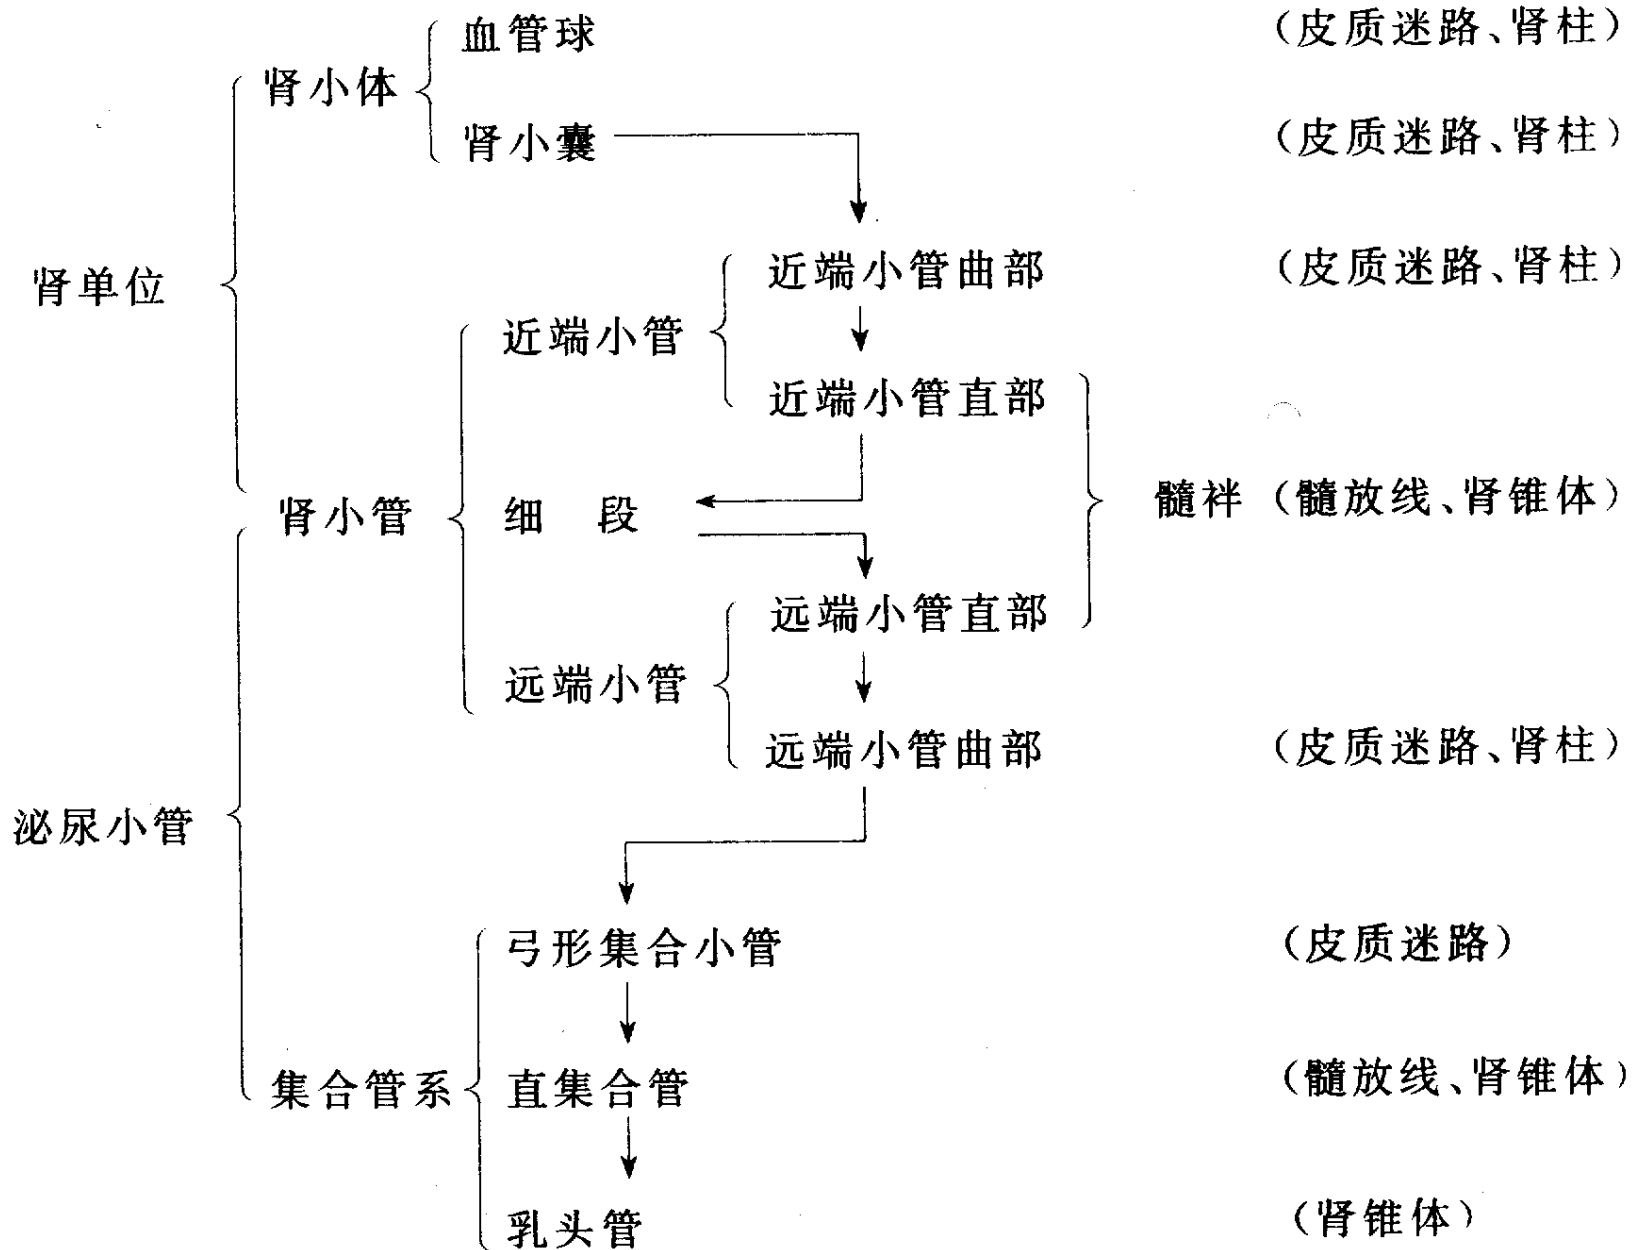 血管球 （皮质迷路、肾柱）
肾小体
肾小囊 （皮质迷路、肾柱）
近端小管曲部 （皮质迷路、肾柱）
肾单位
近端小管
近端小管直部
肾小管 细 段 髓袢 （髓放线、肾锥体）
远端小管直部
远端小管
远端小管曲部 （皮质迷路、肾柱）
泌尿小管
弓形集合小管 （皮质迷路）
集合管系 直集合管 （髓放线、肾锥体）
乳头管 （肾锥体）